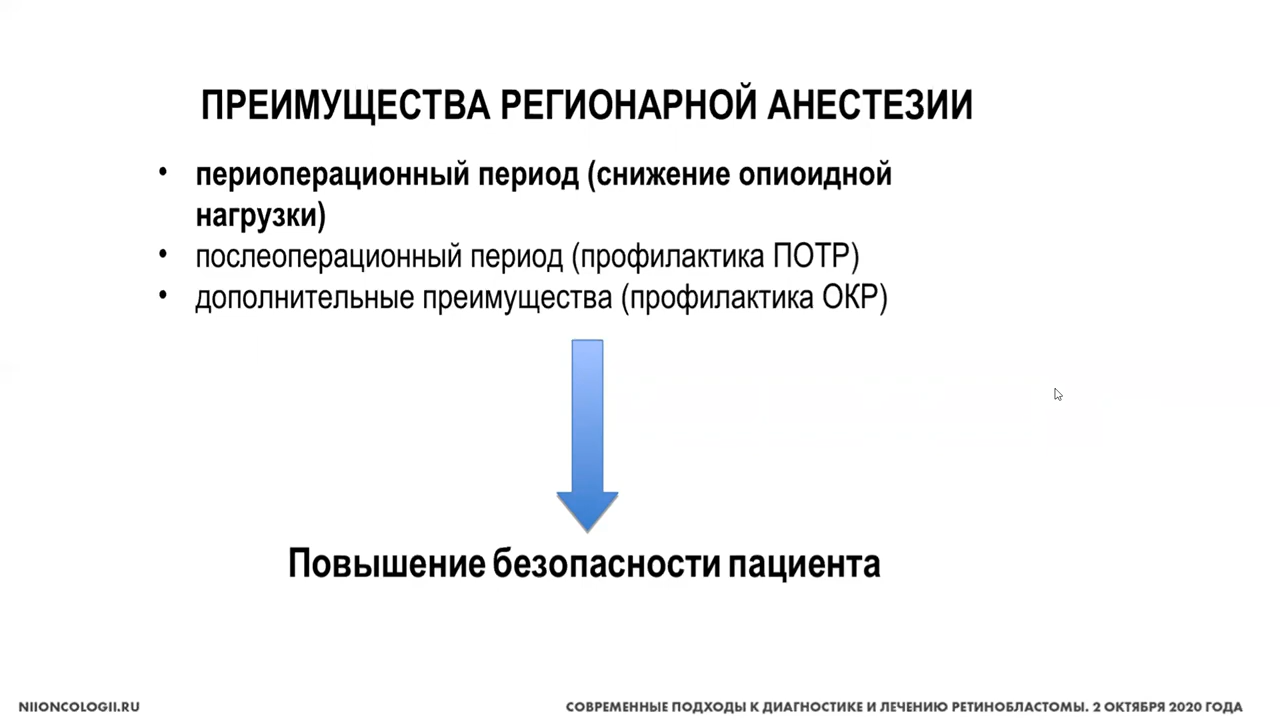 ПРЕИМУЩЕСТВА РЕГИОНАРНОЙ АНЕСТЕЗИИ
• периоперационный период (снижение опиоидной
нагрузки)
• послеоперационный период (профилактика ПОТР)
• дополнительные преимущества (профилактика ОКР)
Повышение безопасности пациента
NIIONCOLOGII.RU
СОВРЕМЕННЫЕ ПОДХОДЫ К ДИАГНОСТИКЕ И ЛЕЧЕНИЮ РЕТИНОБЛАСТОМЫ. 2 ОКТЯБРЯ 2020 ГОДА